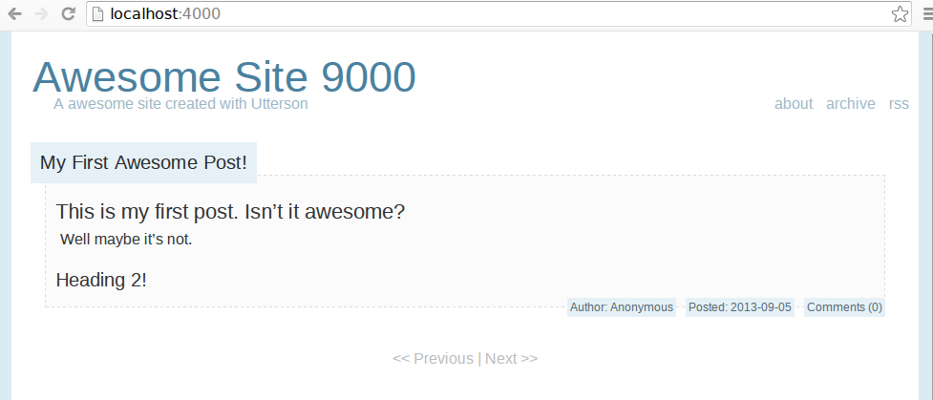 localhost:4000
Awesome Site 9000
A awesome site created with Utterson
about archive rss
My First Awesome Post!
This is my first post. Isn’t it awesome?
Well maybe it’s not.
Heading 2!
Author: Anonymous Posted: 2013-09-05 Comments (0)
<< Previous | Next >>